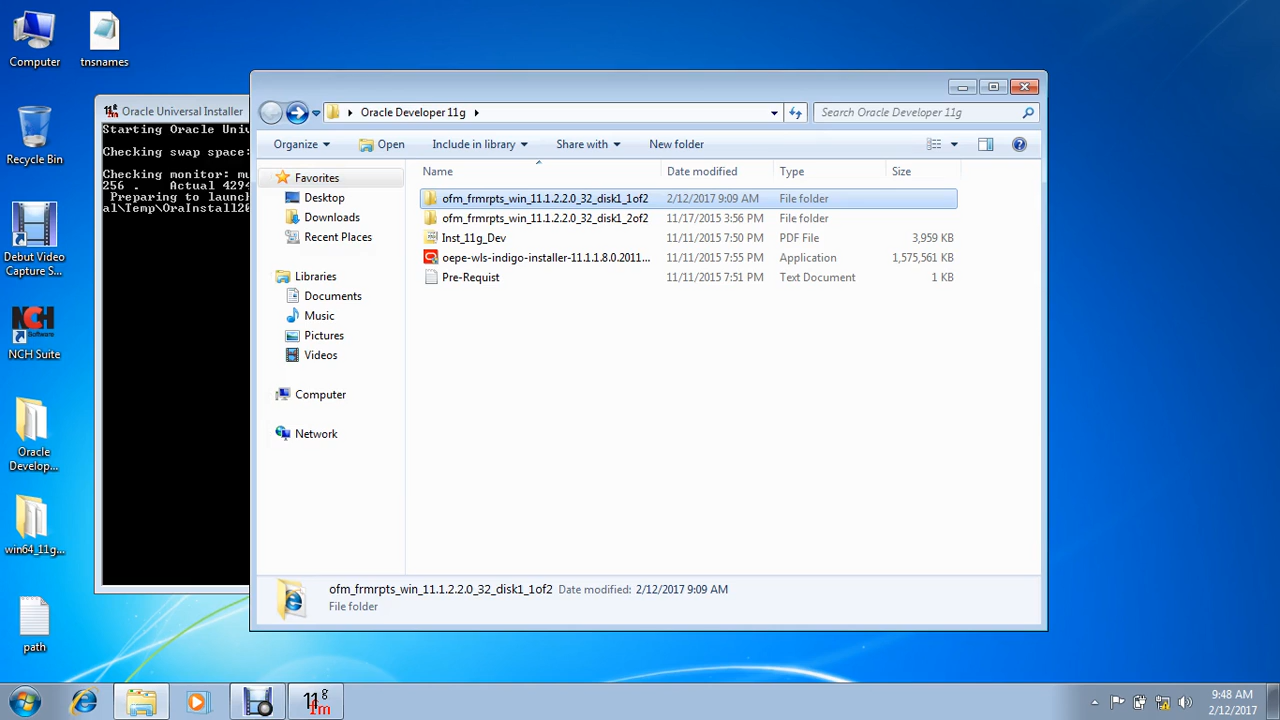 Computer
tnsnames
Recycle Bin
Debut Video
Capture S...
NCH
Software
NCH Suite
Oracle
Develop...
win64_11g...
path
Oracle Universal Installer
Starting Oracle Univ
Checking swap space:
Checking monitor: mu
256 . Actual 4294
Preparing to launch
al\Temp\OraInstall20
Oracle Developer 11g
Search Oracle Developer 11g
Organize Open Include in library Share with New folder
Name Date modified Type Size
Favorites
Desktop
Downloads
Recent Places
Libraries
Documents
Music
Pictures
Videos
Computer
Network
ofm_frmrpts_win_11.1.2.2.0_32_disk1_1of2 2/12/2017 9:09 AM File folder
ofm_frmrpts_win_11.1.2.2.0_32_disk1_2of2 11/17/2015 3:56 PM File folder
Inst_11g_Dev 11/11/2015 7:50 PM PDF File 3,959 KB
oepe-wls-indigo-installer-11.1.1.8.0.2011... 11/11/2015 7:55 PM Application 1,575,561 KB
Pre-Requist 11/11/2015 7:51 PM Text Document 1 KB
ofm_frmrpts_win_11.1.2.2.0_32_disk1_1of2 Date modified: 2/12/2017 9:09 AM
File folder
11g
1m
9:48 AM
2/12/2017